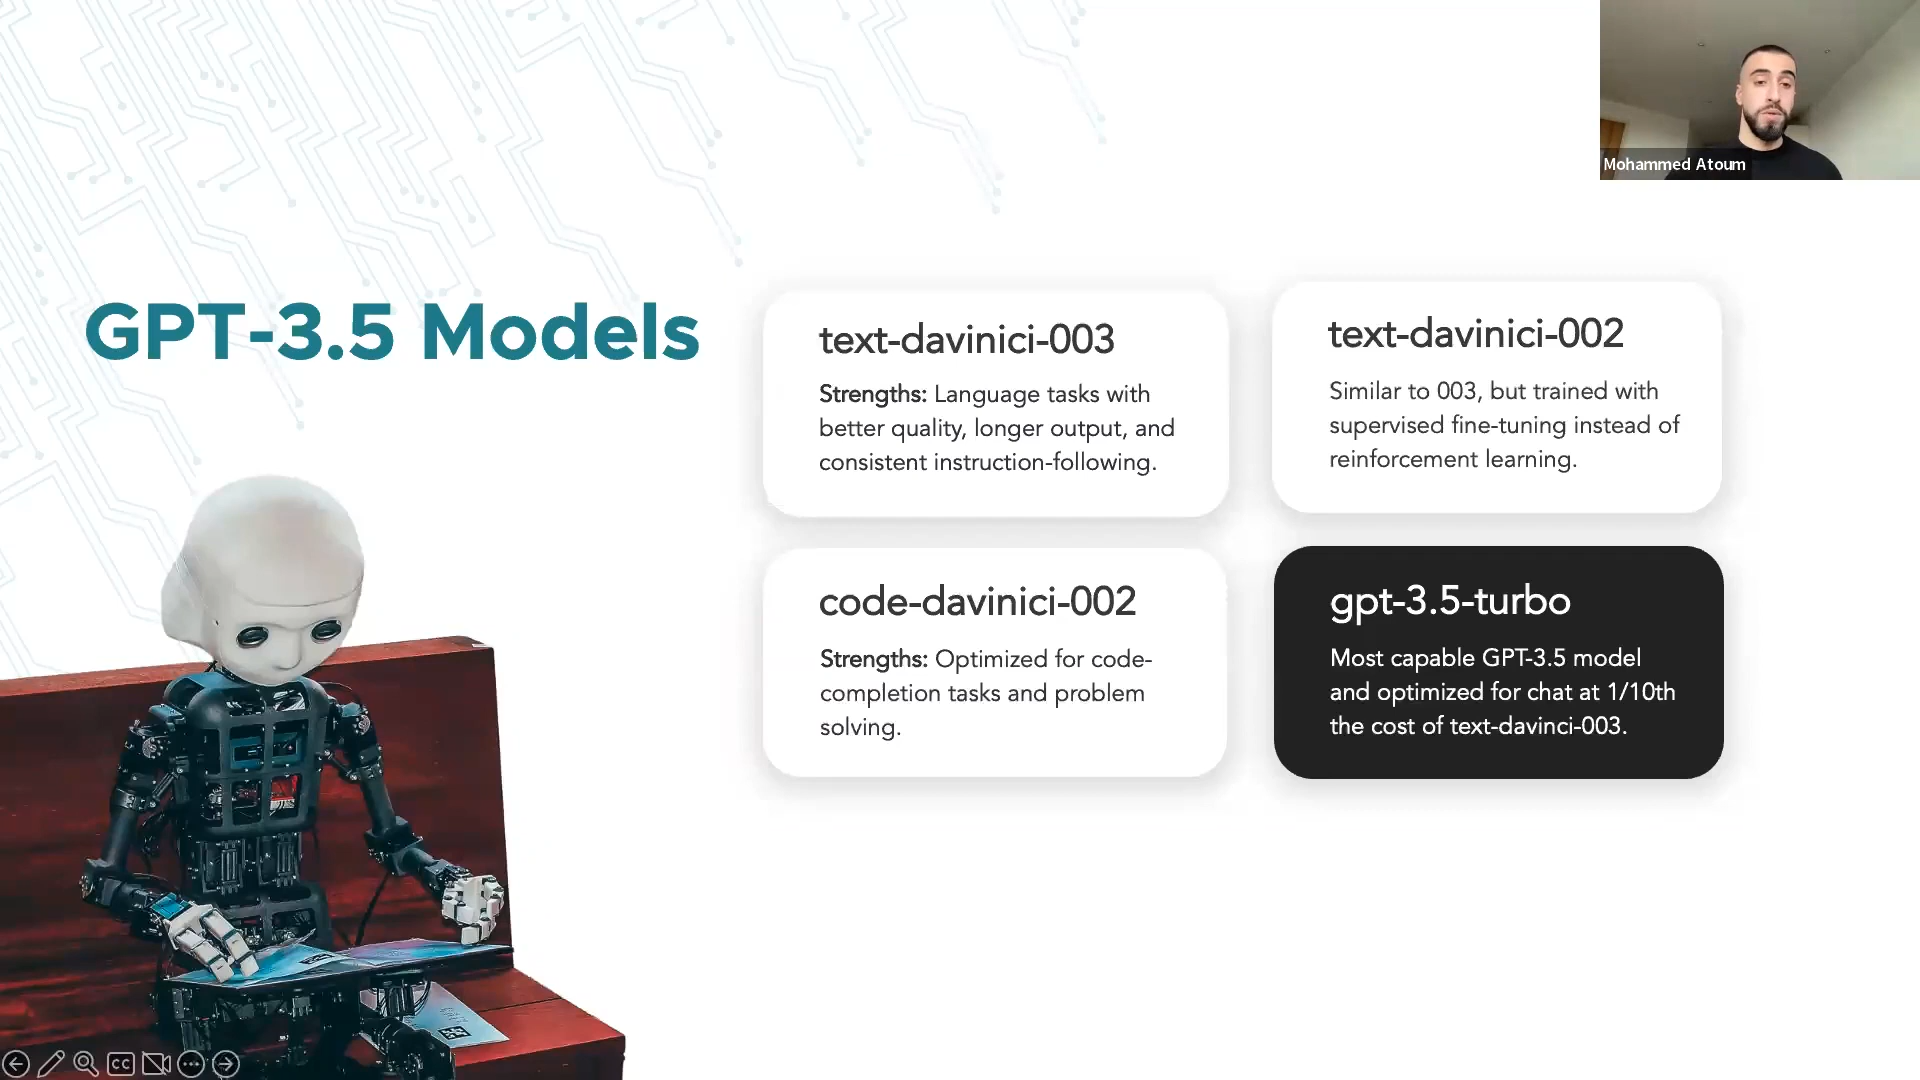 Mohammed Atoum
GPT-3.5 Models
text-davinici-003
Strengths: Language tasks with
better quality, longer output, and
consistent instruction-following.
text-davinici-002
Similar to 003, but trained with
supervised fine-tuning instead of
reinforcement learning.
code-davinici-002
Strengths: Optimized for code-
completion tasks and problem
solving.
gpt-3.5-turbo
Most capable GPT-3.5 model
and optimized for chat at 1/10th
the cost of text-davinci-003.
CC